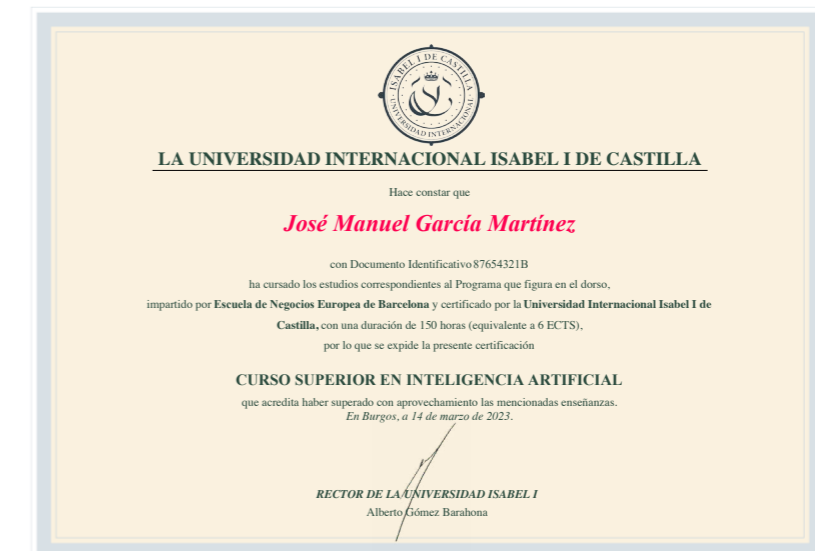 ISABEL I DE CASTILLA
UNIVERSIDAD INTERNACIONAL
LA UNIVERSIDAD INTERNACIONAL ISABEL I DE CASTILLA
Hace constar que
José Manuel García Martínez
con Documento Identificativo 87654321B
ha cursado los estudios correspondientes al Programa que figura en el dorso,
impartido por Escuela de Negocios Europea de Barcelona y certificado por la Universidad Internacional Isabel I de
Castilla, con una duración de 150 horas (equivalente a 6 ECTS),
por lo que se expide la presente certificación
CURSO SUPERIOR EN INTELIGENCIA ARTIFICIAL
que acredita haber superado con aprovechamiento las mencionadas enseñanzas.
En Burgos, a 14 de marzo de 2023.
RECTOR DE LA UNIVERSIDAD ISABEL I
Alberto Gómez Barahona